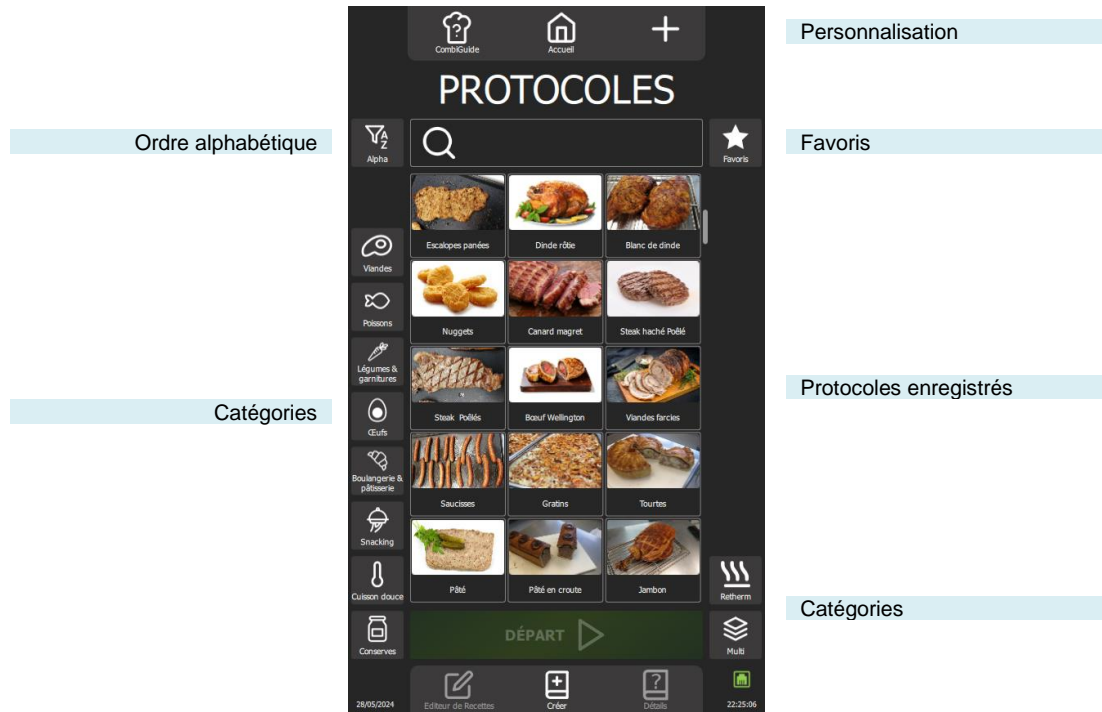 CombiGuide
Accueil
Personnalisation
PROTOCOLES
Ordre alphabétique
Alpha
Favoris
Favoris
Escalopes panées
Dinde rôtie
Blanc de dinde
Viandes
Nuggets
Canard magret
Steak haché Poêlé
Poissons
Légumes &
garnitures
Protocoles enregistrés
Catégories
Steak Poêlés
Bœuf Wellington
Viandes farcies
Œufs
Boulangerie &
pâtisserie
Saucisses
Gratins
Tourtes
Snacking
Cuisson douce
Pâté
Pâté en croute
Jambon
Retherm
Catégories
Conserves
DÉPART
Multi
28/05/2024
Editeur de Recettes
Créer
Détails
22:25:06